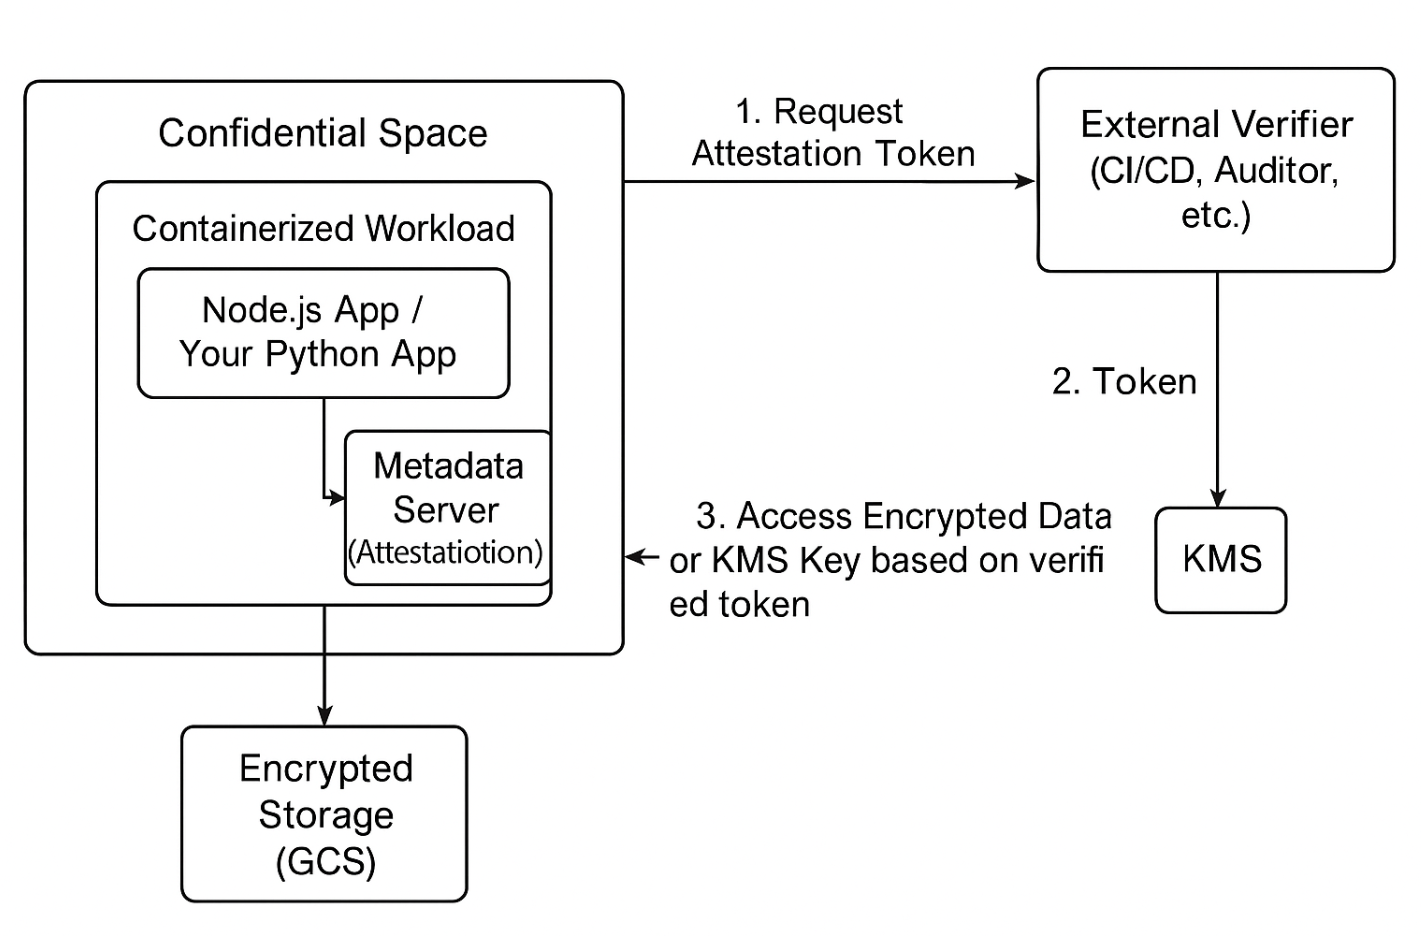 Confidential Space
Containerized Workload
Node.js App /
Your Python App
Metadata
Server
(Attestatiotion)
Encrypted
Storage
(GCS)
1. Request
Attestation Token
External Verifier
(CI/CD, Auditor,
etc.)
2. Token
KMS
3. Access Encrypted Data
or KMS Key based on verifi
ed token